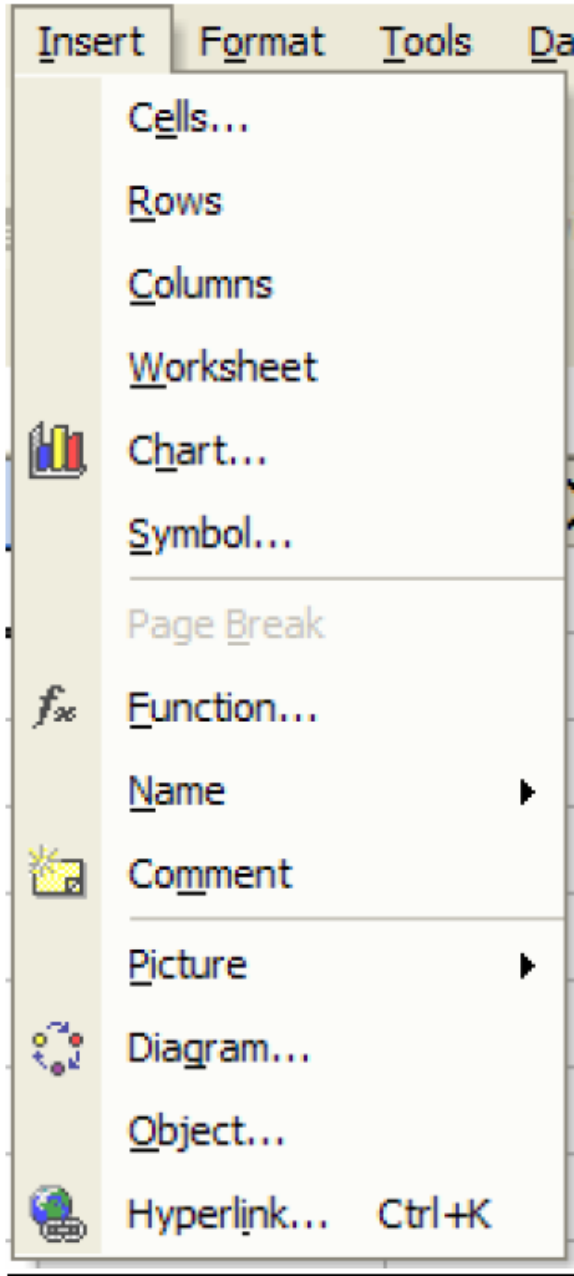 Insert Format Tools Da
Cells...
Rows
Columns
Worksheet
Chart...
Symbol...
Page Break
fx Function...
Name
Comment
Picture
Diagram...
Object...
Hyperlink... Ctrl+K